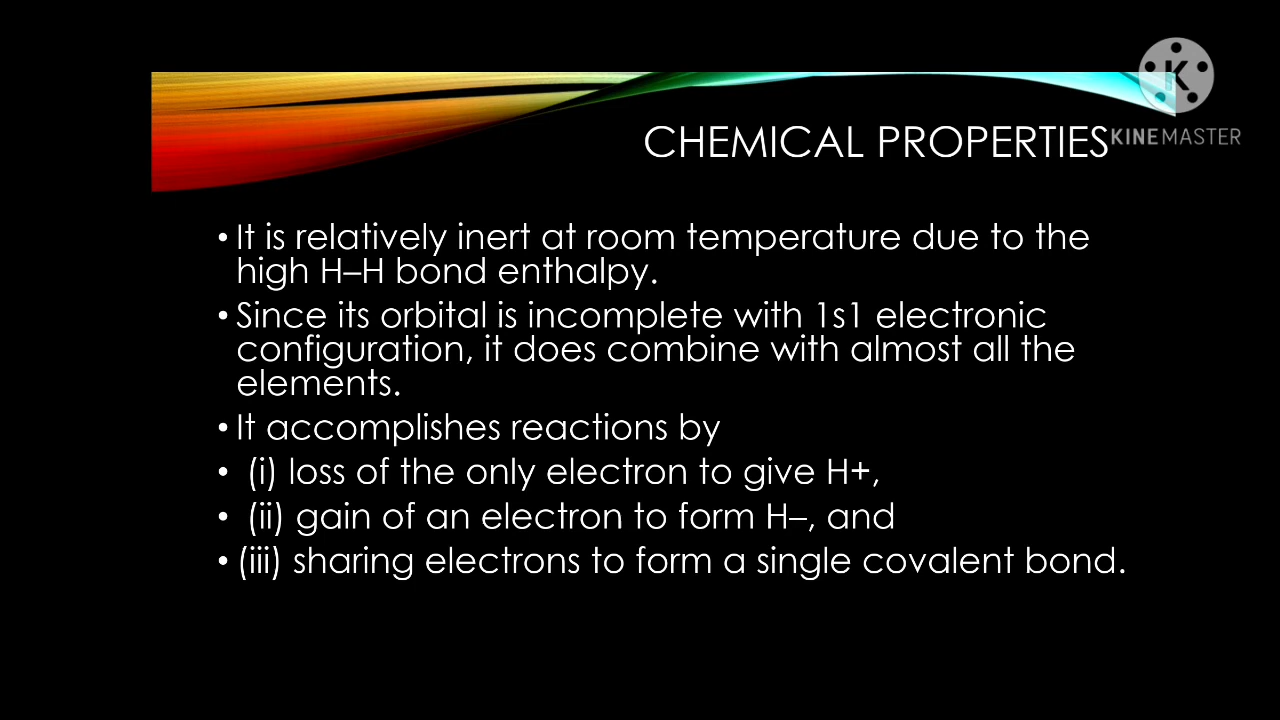 KINEMASTER
CHEMICAL PROPERTIES
• It is relatively inert at room temperature due to the
high H–H bond enthalpy.
• Since its orbital is incomplete with 1s1 electronic
configuration, it does combine with almost all the
elements.
• It accomplishes reactions by
• (i) loss of the only electron to give H+,
• (ii) gain of an electron to form H–, and
• (iii) sharing electrons to form a single covalent bond.